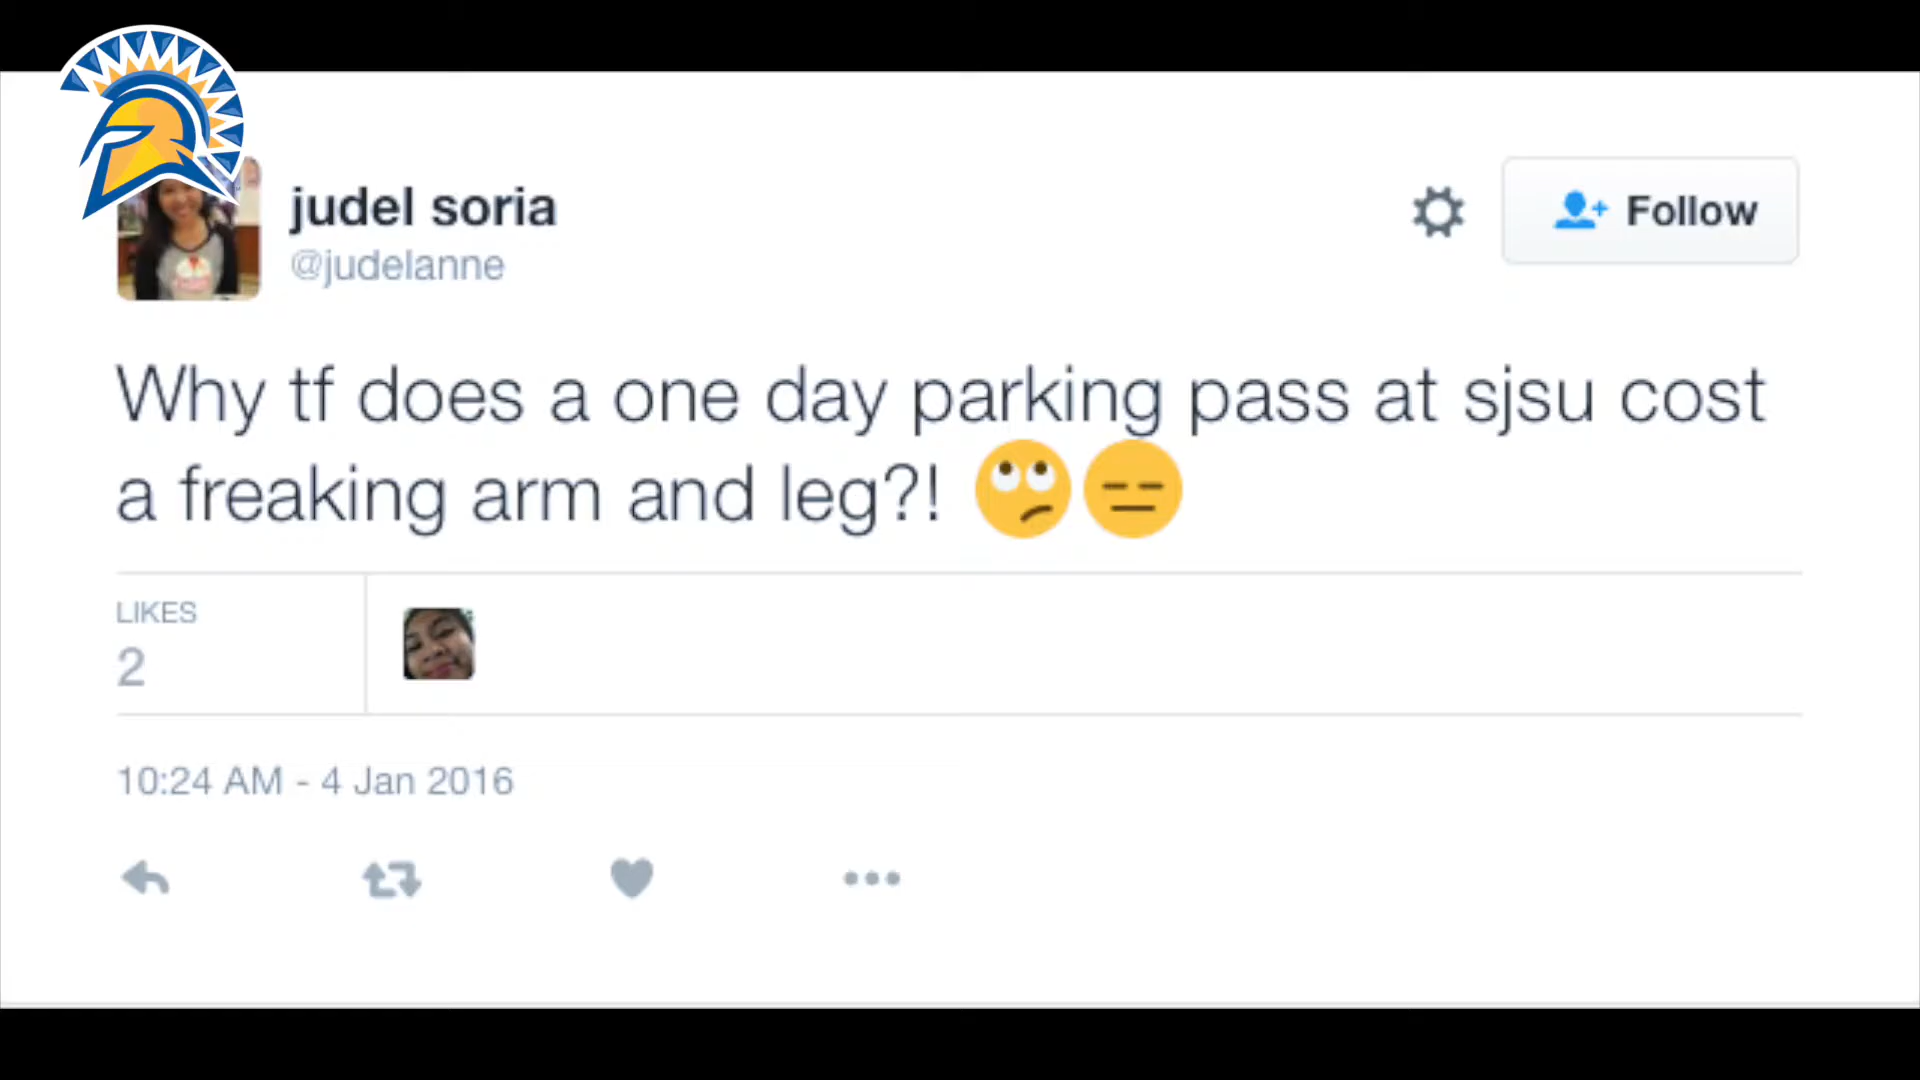 judel soria
@judelanne
Follow
Why tf does a one day parking pass at sjsu cost
a freaking arm and leg?! 🙄😑
LIKES
2
10:24 AM - 4 Jan 2016